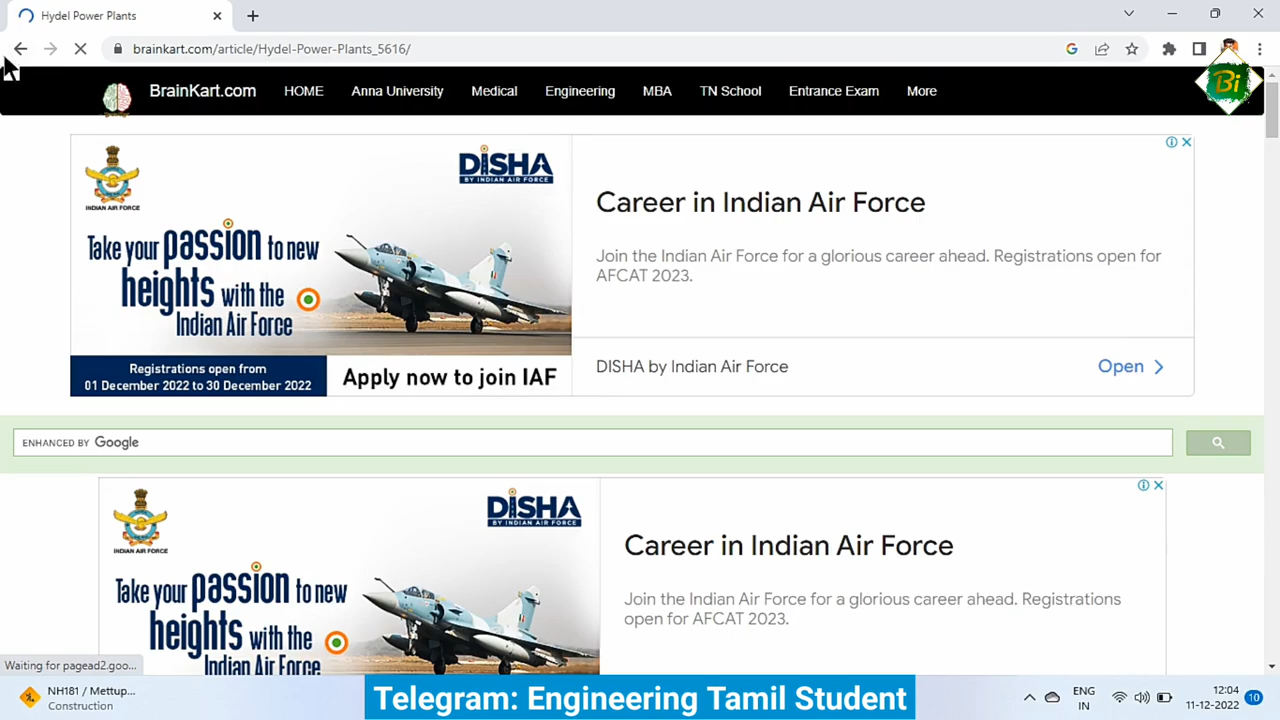 Hydel Power Plants
brainkart.com/article/Hydel-Power-Plants_5616/
BrainKart.com HOME Anna University Medical Engineering MBA TN School Entrance Exam More
Bi
INDIAN AIR FORCE
DISHA
BY INDIAN AIR FORCE
Take your passion to new
heights with the
Indian Air Force
Registrations open from
01 December 2022 to 30 December 2022
Apply now to join IAF
Career in Indian Air Force
Join the Indian Air Force for a glorious career ahead. Registrations open for
AFCAT 2023.
DISHA by Indian Air Force
Open
ENHANCED BY Google
INDIAN AIR FORCE
DISHA
BY INDIAN AIR FORCE
Take your passion to new
heights with the
Indian Air Force
Career in Indian Air Force
Join the Indian Air Force for a glorious career ahead. Registrations
open for AFCAT 2023.
Waiting for pagead2.goo...
NH181 / Mettup...
Construction
Telegram: Engineering Tamil Student
ENG
IN
12:04
11-12-2022
10